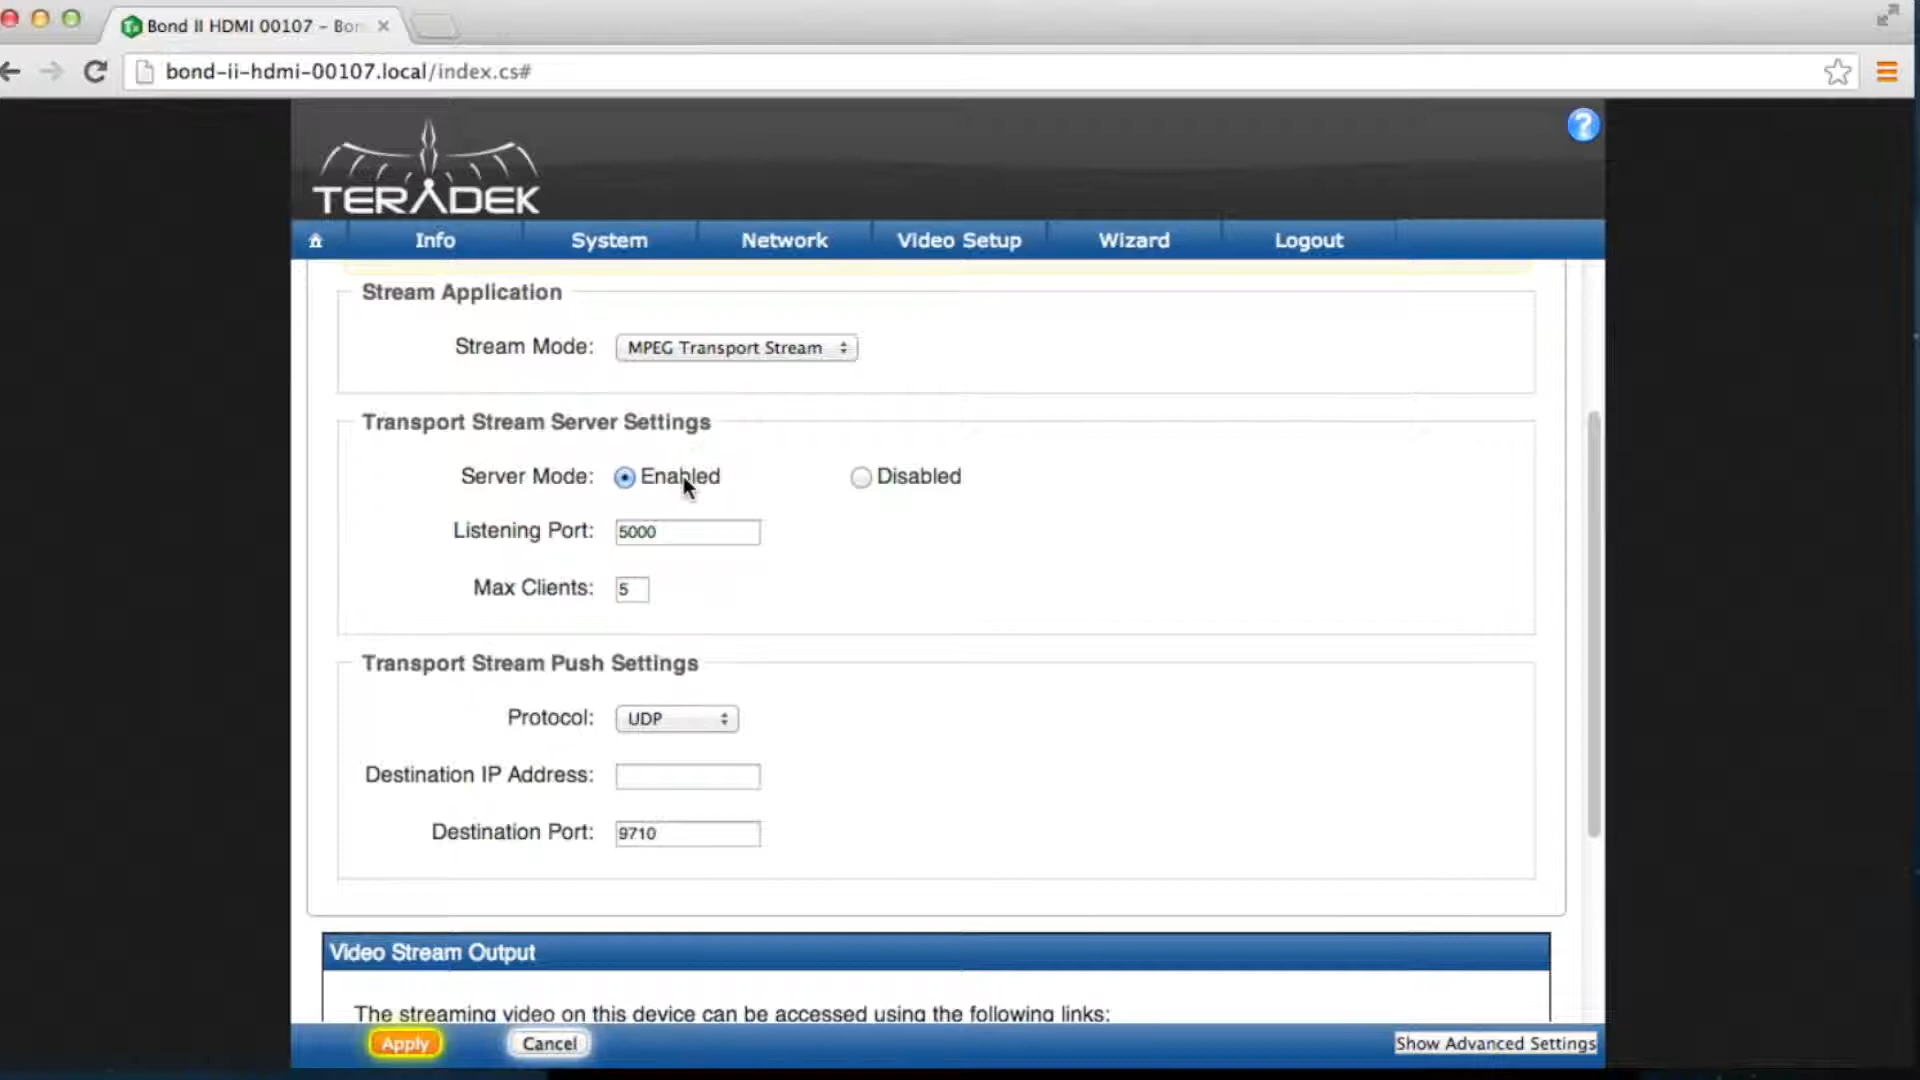 Bond II HDMI 00107 – Bon
bond-ii-hdmi-00107.local/index.cs#
TERADEK
?
Info System Network Video Setup Wizard Logout
Stream Application
Stream Mode: MPEG Transport Stream
Transport Stream Server Settings
Server Mode: Enabled Disabled
Listening Port: 5000
Max Clients: 5
Transport Stream Push Settings
Protocol: UDP
Destination IP Address:
Destination Port: 9710
Video Stream Output
The streaming video on this device can be accessed using the following links:
Apply Cancel Show Advanced Settings